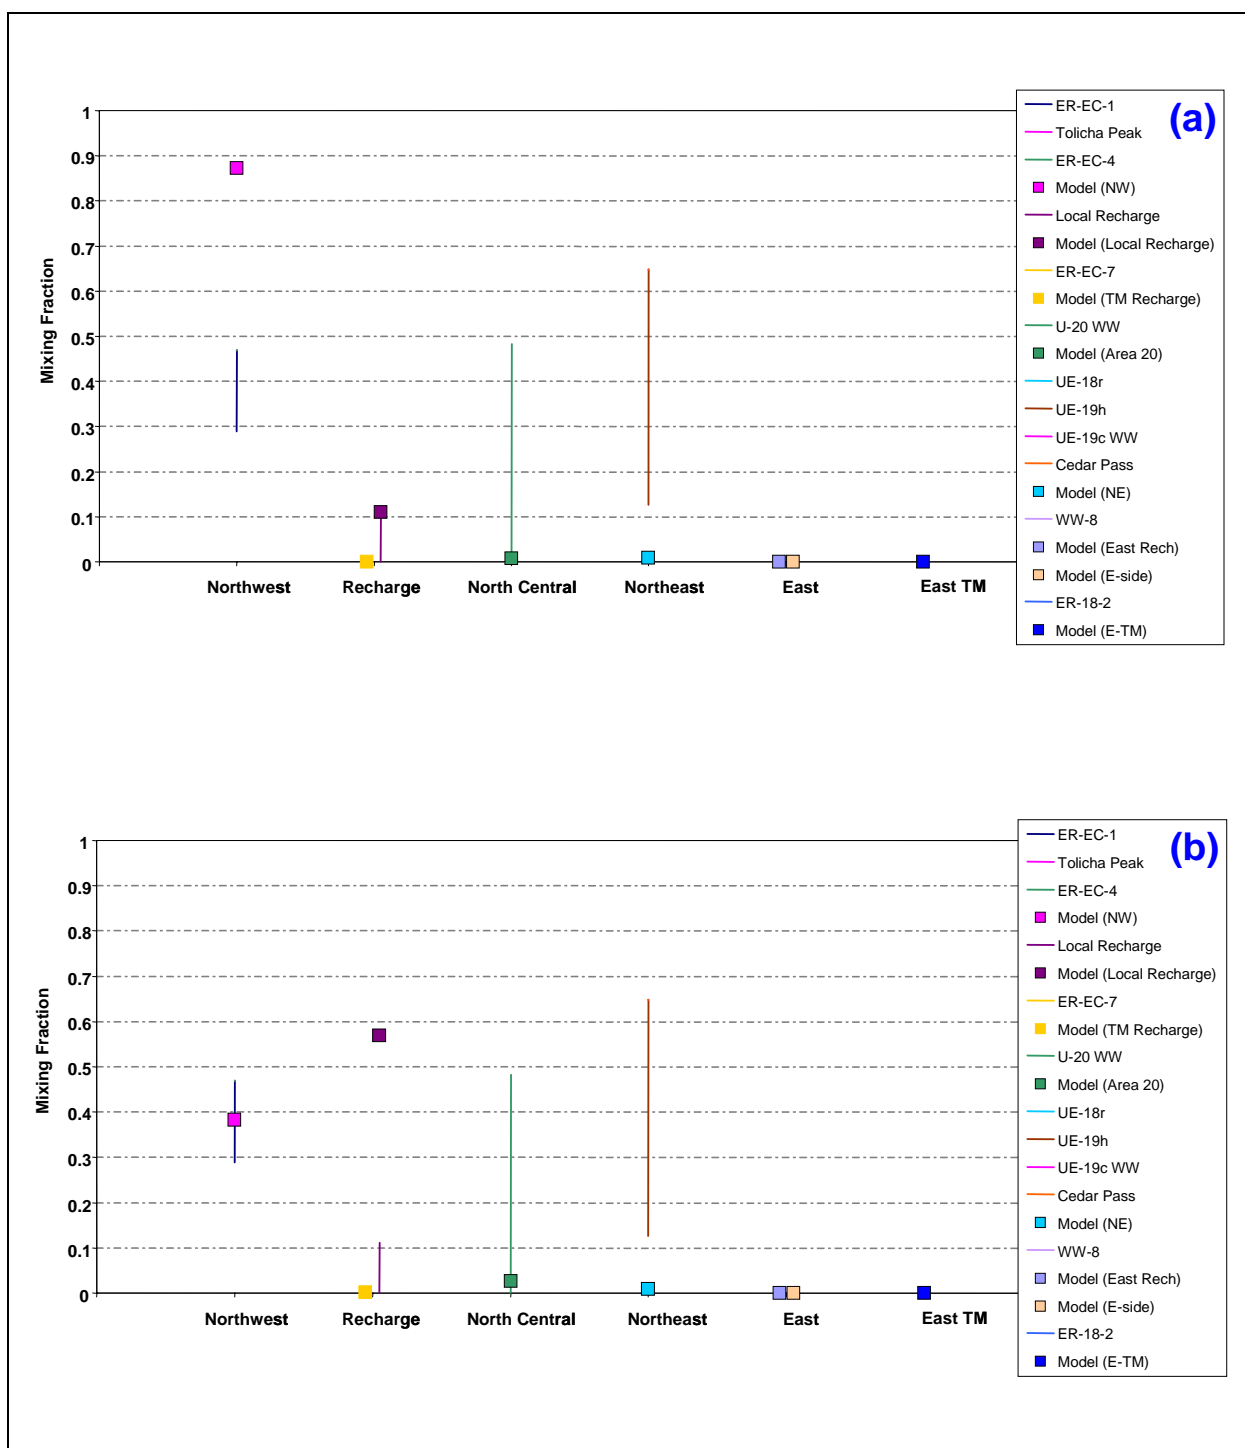 (a)
1
0.9
0.8
0.7
0.6
0.5
0.4
0.3
0.2
0.1
0
Mixing Fraction
Northwest Recharge North Central Northeast East East TM
ER-EC-1
Tolicha Peak
ER-EC-4
Model (NW)
Local Recharge
Model (Local Recharge)
ER-EC-7
Model (TM Recharge)
U-20 WW
Model (Area 20)
UE-18r
UE-19h
UE-19c WW
Cedar Pass
Model (NE)
WW-8
Model (East Rech)
Model (E-side)
ER-18-2
Model (E-TM)
(b)
1
0.9
0.8
0.7
0.6
0.5
0.4
0.3
0.2
0.1
0
Mixing Fraction
Northwest Recharge North Central Northeast East East TM
ER-EC-1
Tolicha Peak
ER-EC-4
Model (NW)
Local Recharge
Model (Local Recharge)
ER-EC-7
Model (TM Recharge)
U-20 WW
Model (Area 20)
UE-18r
UE-19h
UE-19c WW
Cedar Pass
Model (NE)
WW-8
Model (East Rech)
Model (E-side)
ER-18-2
Model (E-TM)